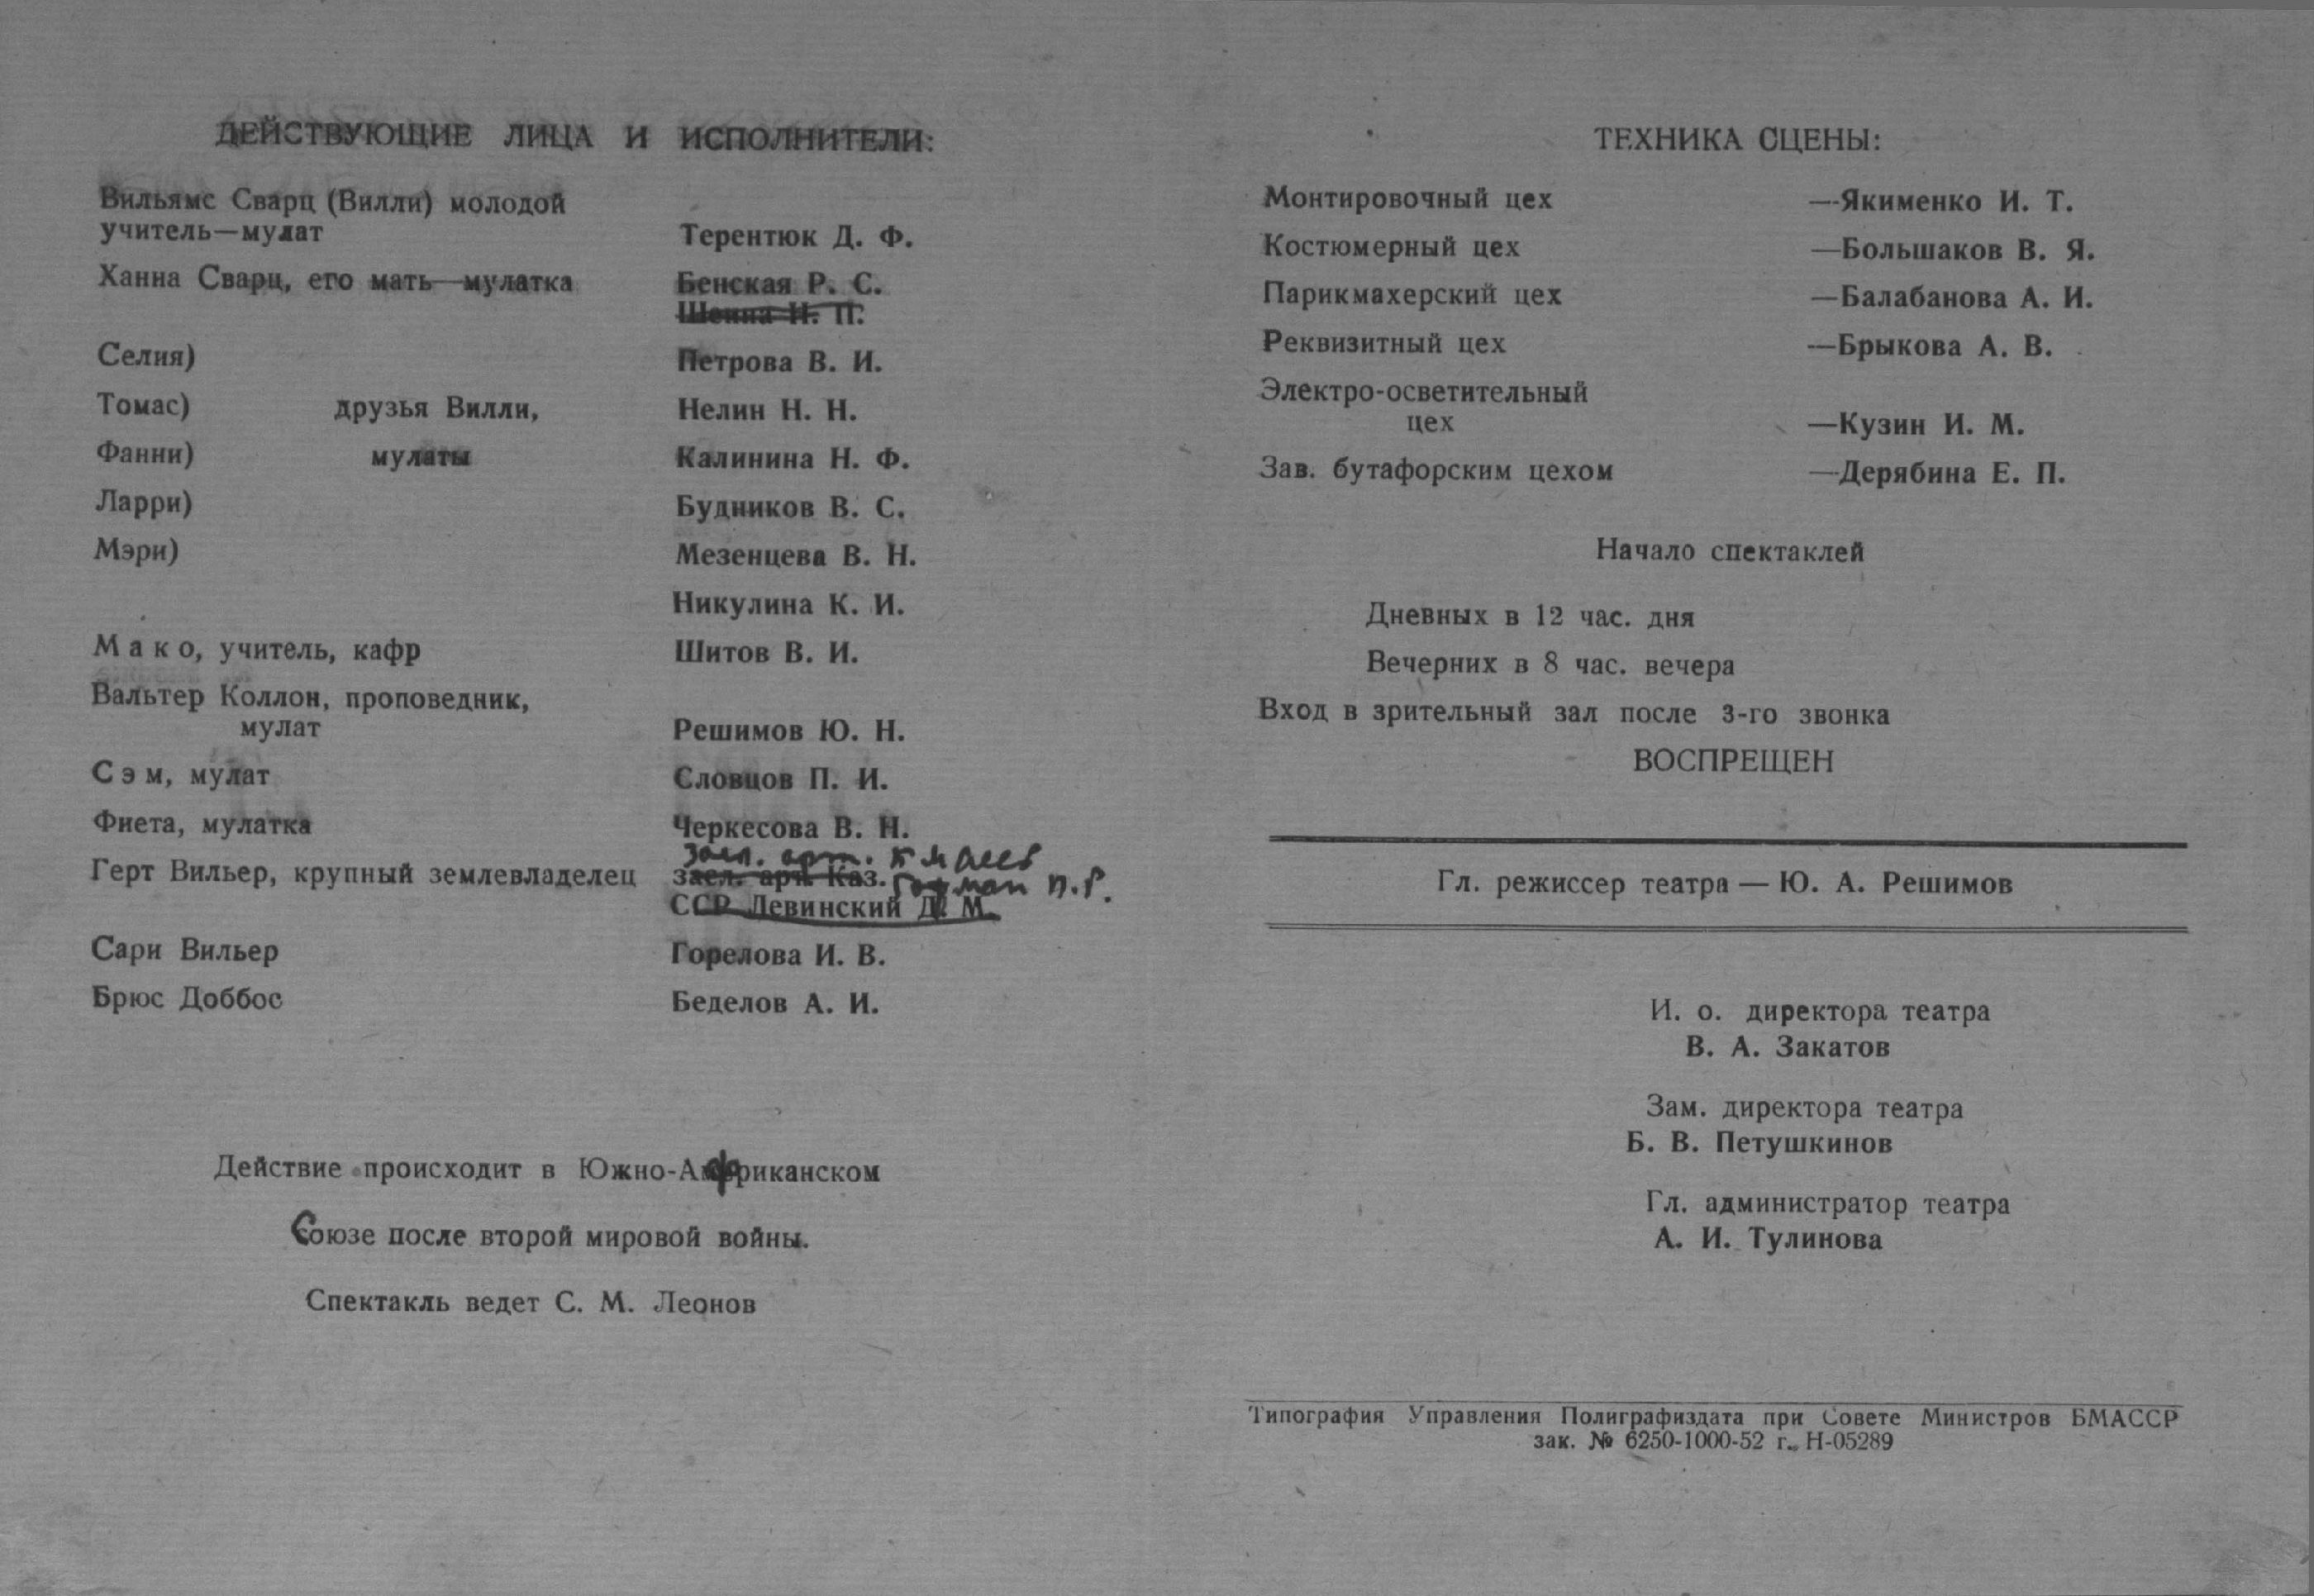 ДЕЙСТВУЮЩИЕ ЛИЦА И ИСПОЛНИТЕЛИ:
Вильямс Сварц (Вилли) молодой
учитель—мулат Терентюк Д. Ф.
Ханна Сварц, его мать—мулатка Бенская Р. С.
Шеина Н. П.
Селия) Петрова В. И.
Томас) друзья Вилли, Нелин Н. Н.
Фанни) мулаты Калинина Н. Ф.
Ларри) Будников В. С.
Мэри) Мезенцева В. Н.
Никулина К. И.
Мако, учитель, кафр Шитов В. И.
Вальтер Коллон, проповедник,
мулат Решимов Ю. Н.
Сэм, мулат Словцов П. И.
Фиета, мулатка Черкесова В. Н.
засл. арт.
Герт Вильер, крупный землевладелец засл. арт. Каз.
ССР Левинский Д. М.
Сари Вильер Горелова И. В.
Брюс Доббос Беделов А. И.
Действие происходит в Южно-Африканском
Союзе после второй мировой войны.
Спектакль ведет С. М. Леонов
ТЕХНИКА СЦЕНЫ:
Монтировочный цех —Якименко И. Т.
Костюмерный цех —Большаков В. Я.
Парикмахерский цех —Балабанова А. И.
Реквизитный цех —Брыкова А. В.
Электро-осветительный
цех —Кузин И. М.
Зав. бутафорским цехом —Дерябина Е. П.
Начало спектаклей
Дневных в 12 час. дня
Вечерних в 8 час. вечера
Вход в зрительный зал после 3-го звонка
ВОСПРЕЩЕН
Гл. режиссер театра — Ю. А. Решимов
И. о. директора театра
В. А. Закатов
Зам. директора театра
Б. В. Петушкинов
Гл. администратор театра
А. И. Тулинова
Типография Управления Полиграфиздата при Совете Министров БМАССР
зак. № 6250-1000-52 г. Н-05289